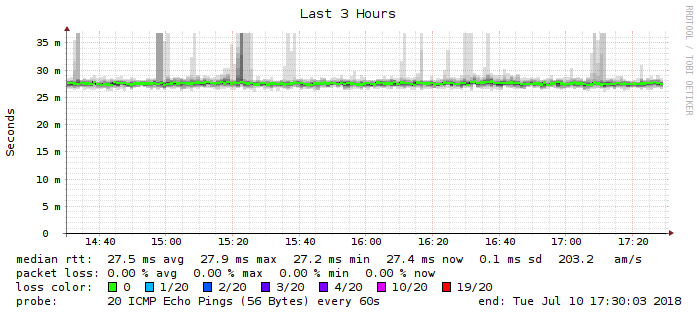 Last 3 Hours
RRDTOOL / TOBI OETIKER
Seconds
35 m
30 m
25 m
20 m
15 m
10 m
5 m
0
14:40 15:00 15:20 15:40 16:00 16:20 16:40 17:00 17:20
median rtt: 27.5 ms avg 27.9 ms max 27.2 ms min 27.4 ms now 0.1 ms sd 203.2 am/s
packet loss: 0.00 % avg 0.00 % max 0.00 % min 0.00 % now
loss color: 0 1/20 2/20 3/20 4/20 10/20 19/20
probe: 20 ICMP Echo Pings (56 Bytes) every 60s end: Tue Jul 10 17:30:03 2018